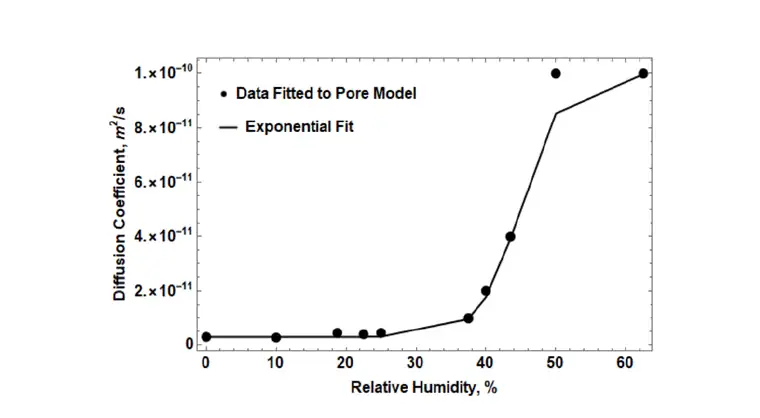 1.×10⁻¹⁰
8.×10⁻¹¹
6.×10⁻¹¹
4.×10⁻¹¹
2.×10⁻¹¹
0
Diffusion Coefficient, m²/s
Data Fitted to Pore Model
Exponential Fit
0 10 20 30 40 50 60
Relative Humidity, %